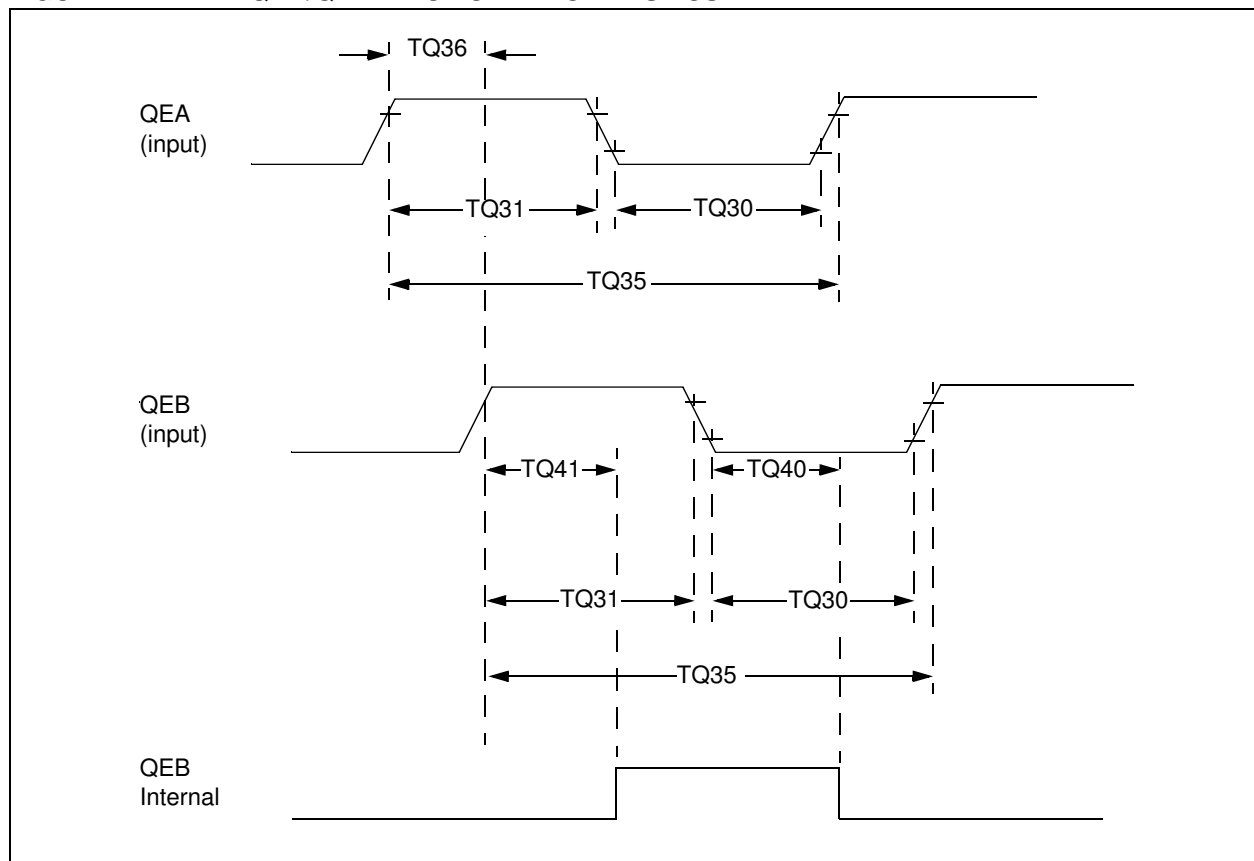 TQ36
QEA
(input)
TQ31
TQ30
TQ35
QEB
(input)
TQ41
TQ40
TQ31
TQ30
TQ35
QEB
Internal